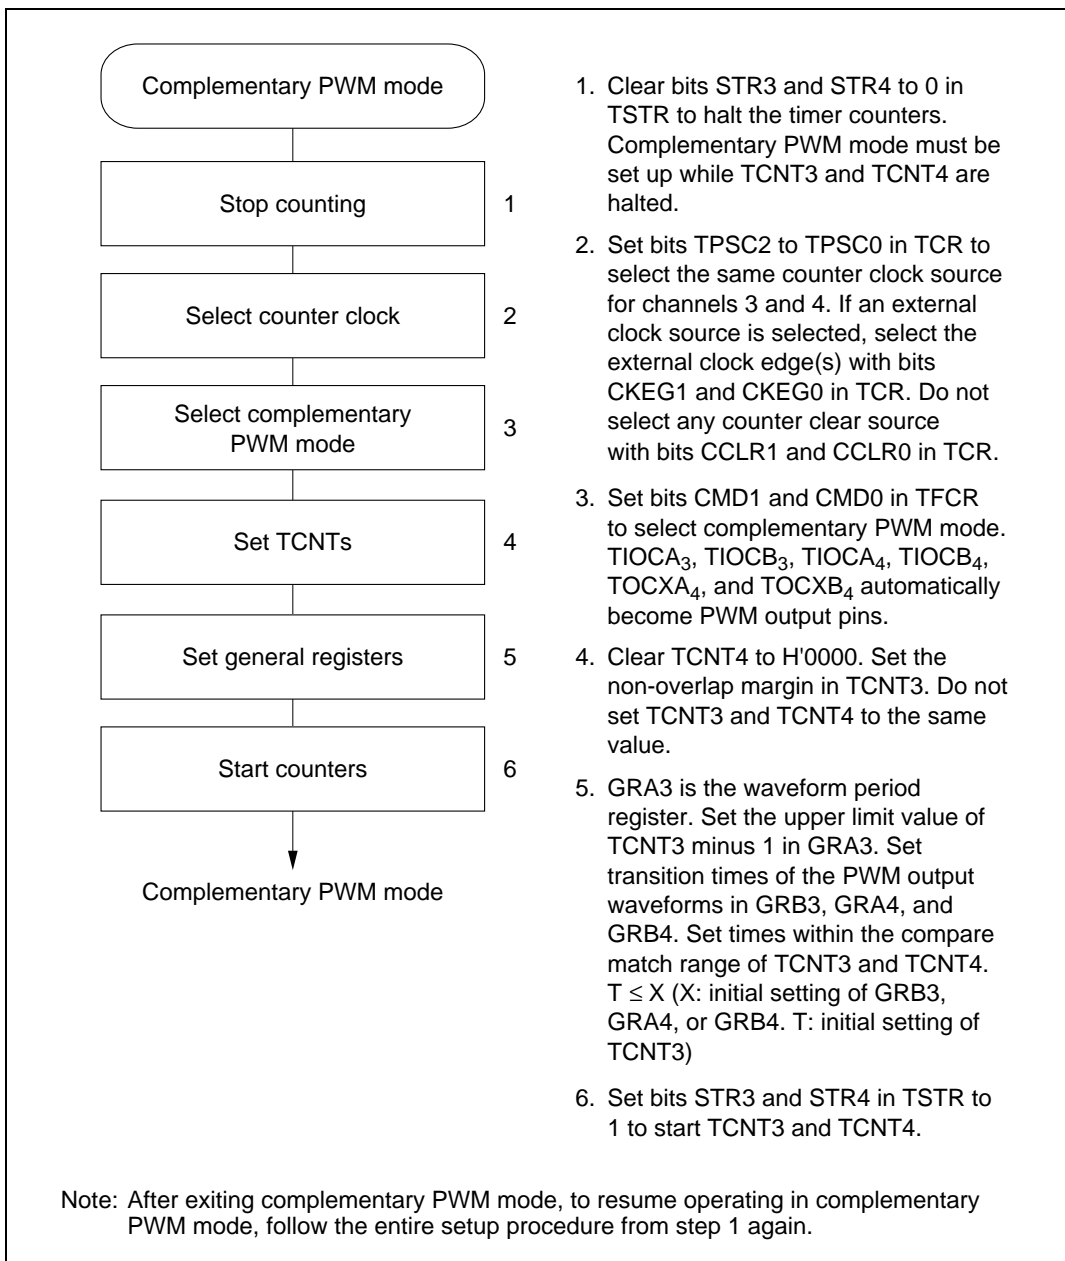 Complementary PWM mode
Stop counting
1
Select counter clock
2
Select complementary
PWM mode
3
Set TCNTs
4
Set general registers
5
Start counters
6
Complementary PWM mode
1. Clear bits STR3 and STR4 to 0 in
TSTR to halt the timer counters.
Complementary PWM mode must be
set up while TCNT3 and TCNT4 are
halted.
2. Set bits TPSC2 to TPSC0 in TCR to
select the same counter clock source
for channels 3 and 4. If an external
clock source is selected, select the
external clock edge(s) with bits
CKEG1 and CKEG0 in TCR. Do not
select any counter clear source
with bits CCLR1 and CCLR0 in TCR.
3. Set bits CMD1 and CMD0 in TFCR
to select complementary PWM mode.
TIOCA₃, TIOCB₃, TIOCA₄, TIOCB₄,
TOCXA₄, and TOCXB₄ automatically
become PWM output pins.
4. Clear TCNT4 to H'0000. Set the
non-overlap margin in TCNT3. Do not
set TCNT3 and TCNT4 to the same
value.
5. GRA3 is the waveform period
register. Set the upper limit value of
TCNT3 minus 1 in GRA3. Set
transition times of the PWM output
waveforms in GRB3, GRA4, and
GRB4. Set times within the compare
match range of TCNT3 and TCNT4.
T ≤ X (X: initial setting of GRB3,
GRA4, or GRB4. T: initial setting of
TCNT3)
6. Set bits STR3 and STR4 in TSTR to
1 to start TCNT3 and TCNT4.
Note: After exiting complementary PWM mode, to resume operating in complementary
PWM mode, follow the entire setup procedure from step 1 again.